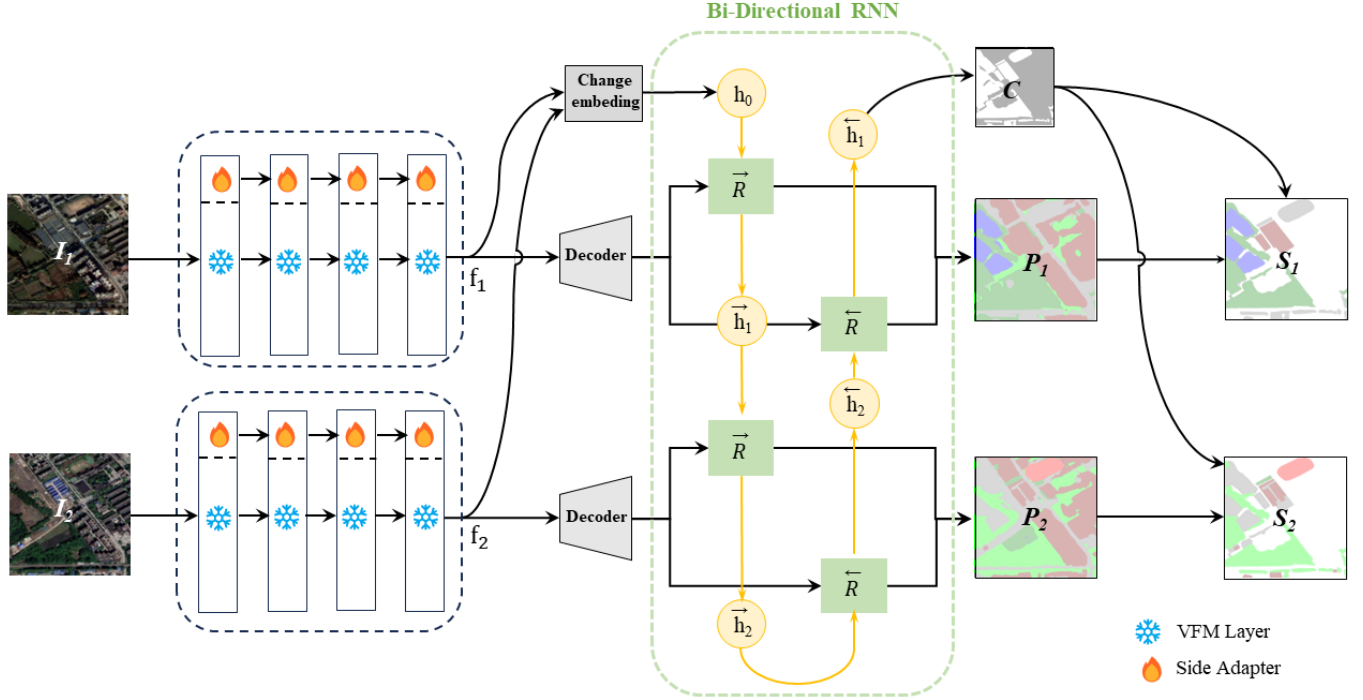 Bi-Directional RNN
Change
embeding
h₀
←h₁
C
→R
I₁
f₁
Decoder
→h₁
←R
P₁
S₁
←h₂
→R
I₂
f₂
Decoder
P₂
S₂
←R
→h₂
VFM Layer
Side Adapter